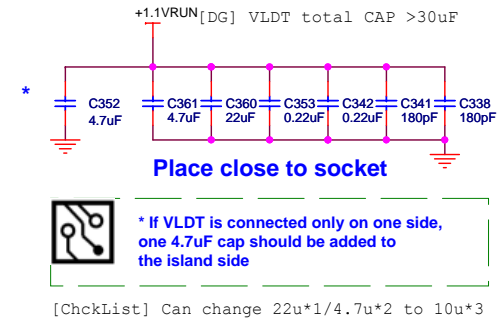 +1.1VRUN [DG] VLDT total CAP >30uF
*
C352 C361 C360 C353 C342 C341 C338
4.7uF 4.7uF 22uF 0.22uF 0.22uF 180pF 180pF
Place close to socket
* If VLDT is connected only on one side,
one 4.7uF cap should be added to
the island side
[ChckList] Can change 22u*1/4.7u*2 to 10u*3